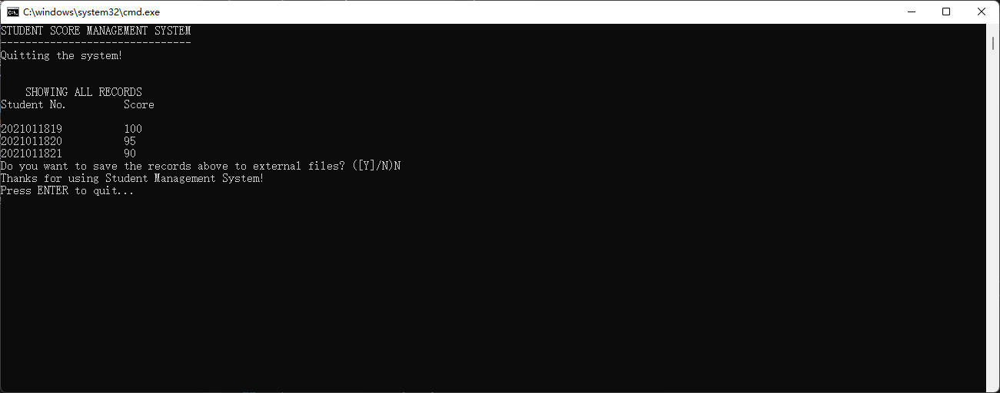 C:\windows\system32\cmd.exe
STUDENT SCORE MANAGEMENT SYSTEM
-------------------------------
Quitting the system!
SHOWING ALL RECORDS
Student No. Score
2021011819 100
2021011820 95
2021011821 90
Do you want to save the records above to external files? ([Y]/N)N
Thanks for using Student Management System!
Press ENTER to quit...